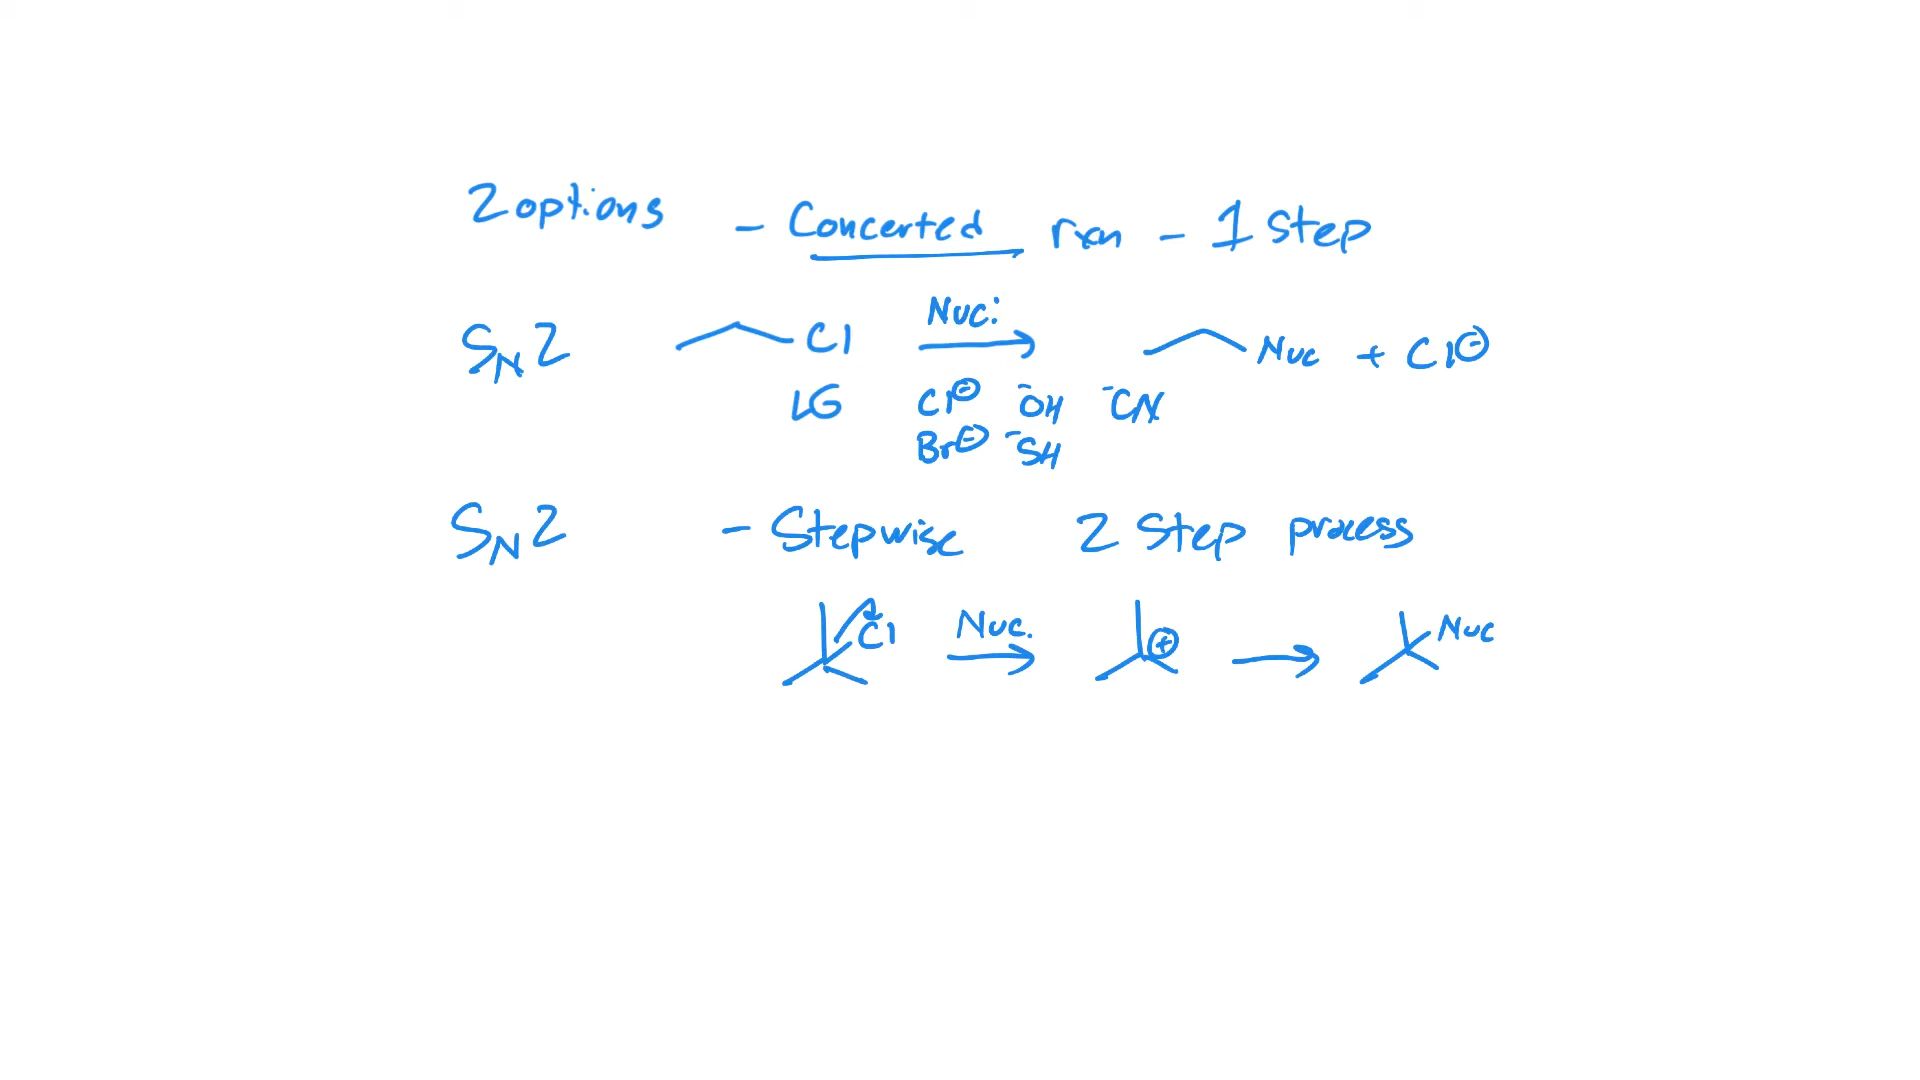 2 options - Concerted rxn - 1 Step
Nuc:
SN2 Cl → Nuc + Cl⊖
LG Cl⊖ ⁻OH ⁻CN
Br⊖ ⁻SH
SN2 - Stepwise 2 Step process
Cl Nuc. → ⊕ → Nuc